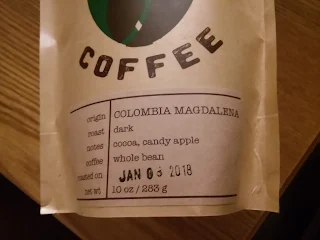 COFFEE
origin COLOMBIA MAGDALENA
roast dark
notes cocoa, candy apple
coffee whole bean
roasted on JAN 03 2018
net wt 10 oz / 283 g